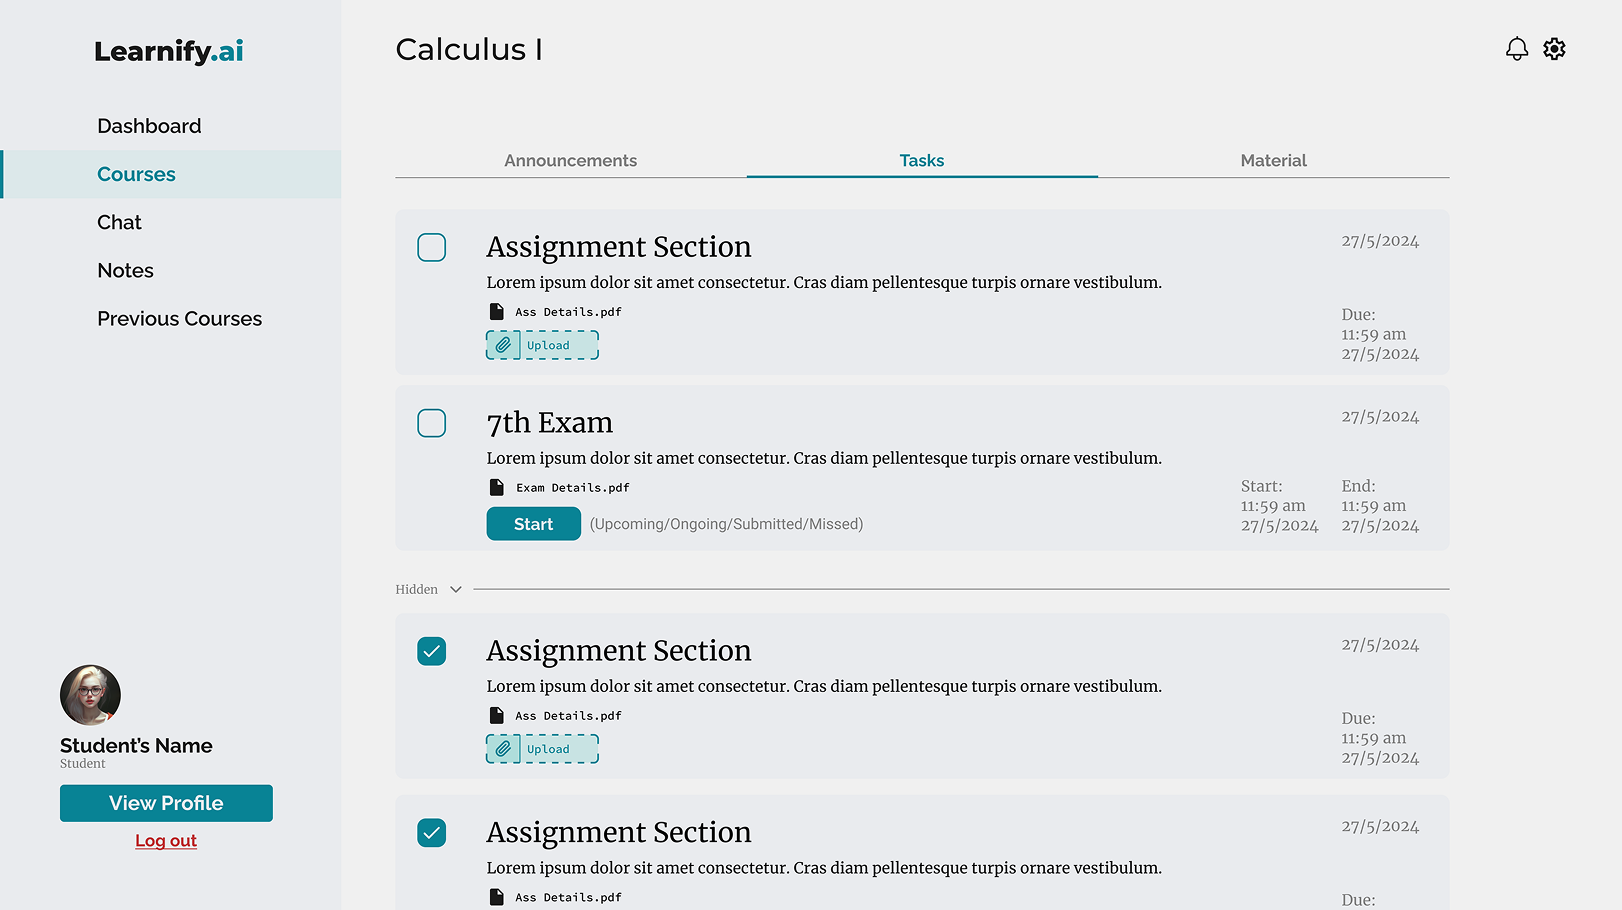 Learnify.ai
Dashboard
Courses
Chat
Notes
Previous Courses
Student's Name
Student
View Profile
Log out
Calculus I
Announcements
Tasks
Material
Assignment Section
27/5/2024
Lorem ipsum dolor sit amet consectetur. Cras diam pellentesque turpis ornare vestibulum.
Ass Details.pdf
Upload
Due:
11:59 am
27/5/2024
7th Exam
27/5/2024
Lorem ipsum dolor sit amet consectetur. Cras diam pellentesque turpis ornare vestibulum.
Exam Details.pdf
Start
(Upcoming/Ongoing/Submitted/Missed)
Start:
11:59 am
27/5/2024
End:
11:59 am
27/5/2024
Hidden
Assignment Section
27/5/2024
Lorem ipsum dolor sit amet consectetur. Cras diam pellentesque turpis ornare vestibulum.
Ass Details.pdf
Upload
Due:
11:59 am
27/5/2024
Assignment Section
27/5/2024
Lorem ipsum dolor sit amet consectetur. Cras diam pellentesque turpis ornare vestibulum.
Ass Details.pdf
Due: